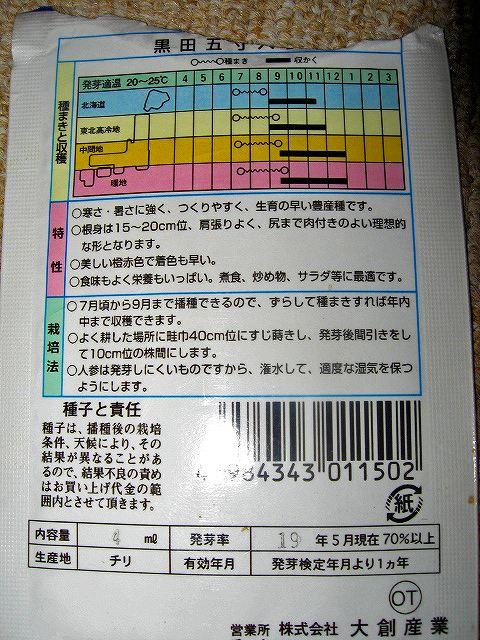 黒田五寸人
種まき 収かく
発芽適温 20~25℃ 4 5 6 7 8 9 10 11 12 1 2 3
種まきと収穫
北海道
東北高冷地
中間地
暖地
特性
○寒さ・暑さに強く、つくりやすく、生育の早い豊産種です。
○根身は15~20cm位、肩張りよく、尻まで肉付きのよい理想的
な形となります。
○美しい橙赤色で着色も早い。
○食味もよく栄養もいっぱい。煮食、炒め物、サラダ等に最適です。
栽培法
○7月頃から9月まで播種できるので、ずらして種まきすれば年内
中まで収穫できます。
○よく耕した場所に畦巾40cm位にすじ蒔きし、発芽後間引きをし
て10cm位の株間にします。
○人参は発芽しにくいものですから、潅水して、適度な湿気を保つ
ようにします。
種子と責任
種子は、播種後の栽培
条件、天候により、その
結果が異なることがあ
るので、結果不良の責め
はお買い上げ代金の範
囲内とさせて頂きます。
4 984343 011502
紙
内容量 4 ml 発芽率 19 年5月現在70%以上
生産地 チリ 有効年月 発芽検定年月より1ヵ年
OT
営業所 株式会社 大創産業